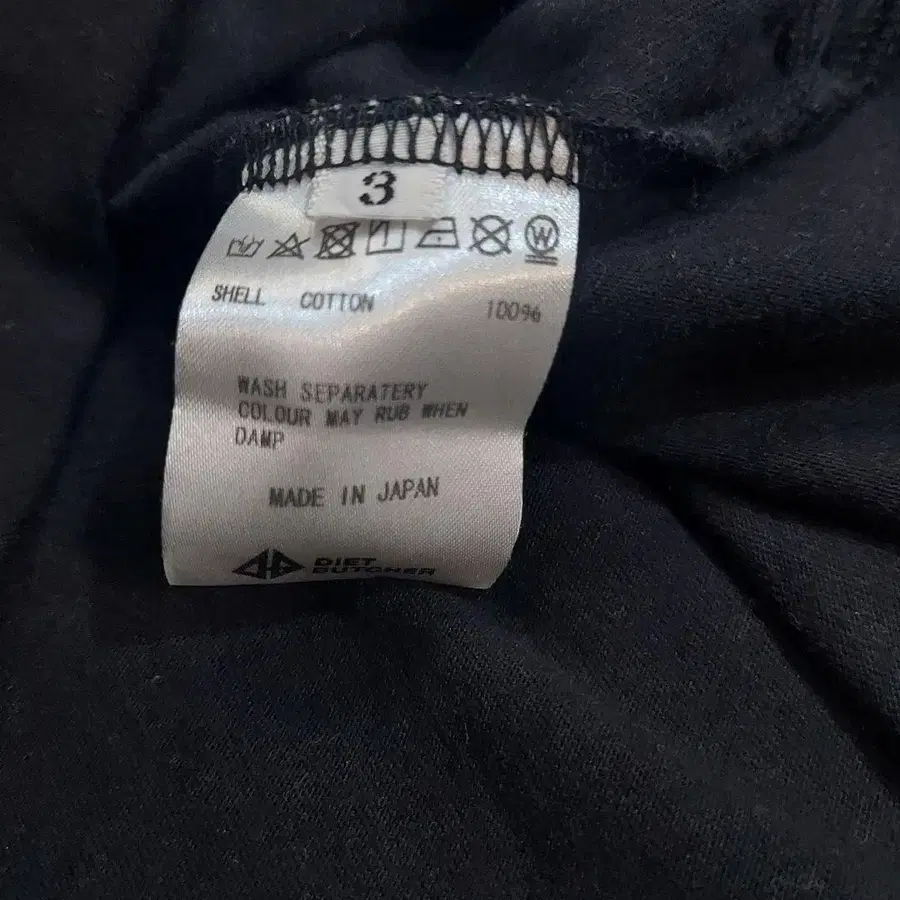 3
W
SHELL COTTON 100%
WASH SEPARATERY
COLOUR MAY RUB WHEN
DAMP
MADE IN JAPAN
DIET
BUTCHER